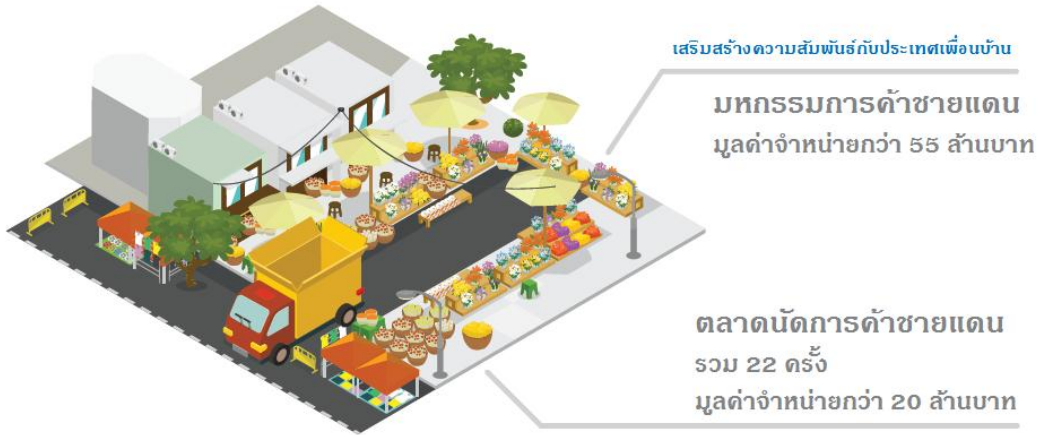 เสริมสร้างความสัมพันธ์กับประเทศเพื่อนบ้าน
มหกรรมการค้าชายแดน
มูลค่าจำหน่ายกว่า 55 ล้านบาท
ตลาดนัดการค้าชายแดน
รวม 22 ครั้ง
มูลค่าจำหน่ายกว่า 20 ล้านบาท